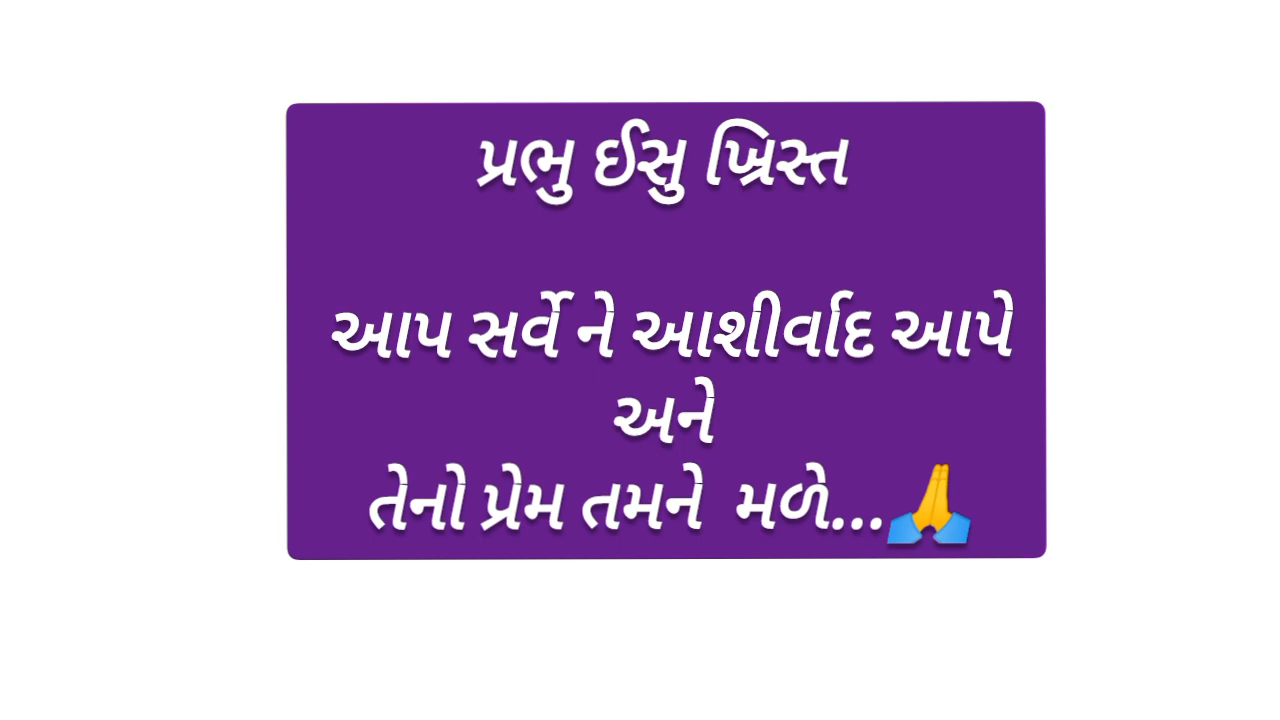 પ્રભુ ઈસુ ખ્રિસ્ત
આપ સર્વે ને આશીર્વાદ આપે
અને
તેનો પ્રેમ તમને મળે...🙏